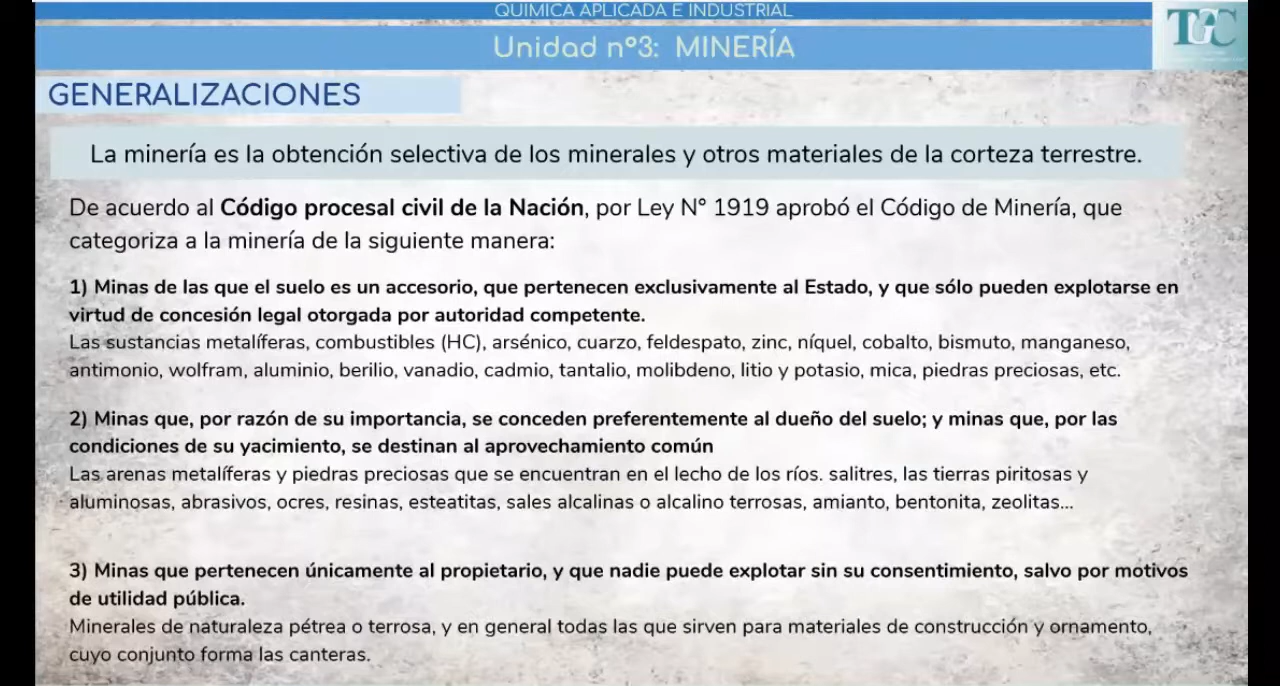 QUIMICA APLICADA E INDUSTRIAL
Unidad nº3: MINERÍA
TGC
GENERALIZACIONES
La minería es la obtención selectiva de los minerales y otros materiales de la corteza terrestre.
De acuerdo al Código procesal civil de la Nación, por Ley N° 1919 aprobó el Código de Minería, que
categoriza a la minería de la siguiente manera:
1) Minas de las que el suelo es un accesorio, que pertenecen exclusivamente al Estado, y que sólo pueden explotarse en
virtud de concesión legal otorgada por autoridad competente.
Las sustancias metalíferas, combustibles (HC), arsénico, cuarzo, feldespato, zinc, níquel, cobalto, bismuto, manganeso,
antimonio, wolfram, aluminio, berilio, vanadio, cadmio, tantalio, molibdeno, litio y potasio, mica, piedras preciosas, etc.
2) Minas que, por razón de su importancia, se conceden preferentemente al dueño del suelo; y minas que, por las
condiciones de su yacimiento, se destinan al aprovechamiento común
Las arenas metalíferas y piedras preciosas que se encuentran en el lecho de los ríos. salitres, las tierras piritosas y
aluminosas, abrasivos, ocres, resinas, esteatitas, sales alcalinas o alcalino terrosas, amianto, bentonita, zeolitas...
3) Minas que pertenecen únicamente al propietario, y que nadie puede explotar sin su consentimiento, salvo por motivos
de utilidad pública.
Minerales de naturaleza pétrea o terrosa, y en general todas las que sirven para materiales de construcción y ornamento,
cuyo conjunto forma las canteras.